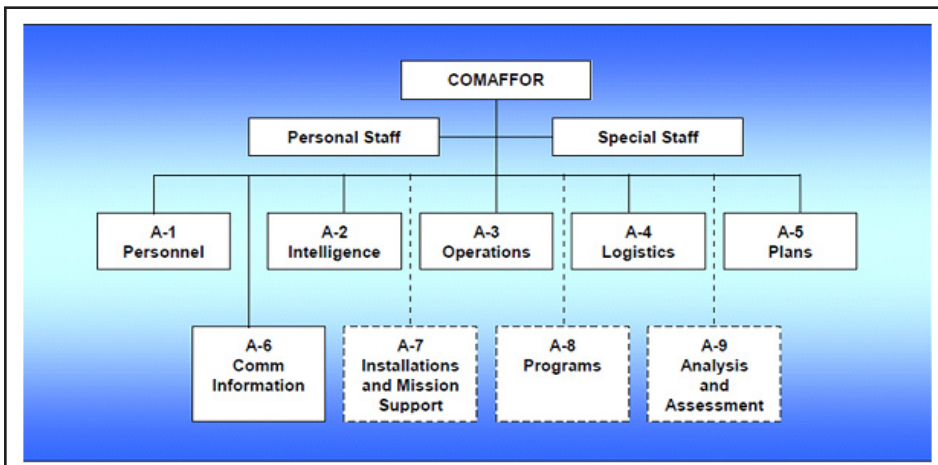 COMAFFOR
Personal Staff
Special Staff
A-1
Personnel
A-2
Intelligence
A-3
Operations
A-4
Logistics
A-5
Plans
A-6
Comm
Information
A-7
Installations
and Mission
Support
A-8
Programs
A-9
Analysis
and
Assessment